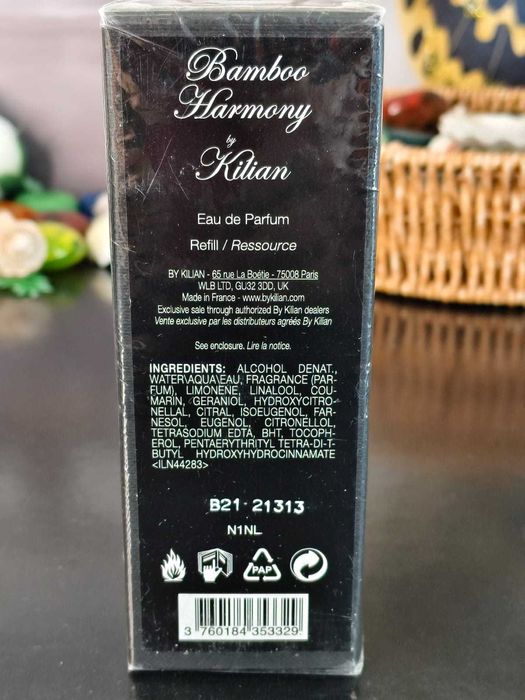 Bamboo
Harmony
by
Kilian
Eau de Parfum
Refill / Ressource
BY KILIAN - 65 rue La Boëtie - 75008 Paris
WLB LTD, GU32 3DD, UK
Made in France - www.bykilian.com
Exclusive sale through authorized By Kilian dealers
Vente exclusive par les distributeurs agréés By Kilian
See enclosure. Lire la notice.
INGREDIENTS: ALCOHOL DENAT.,
WATER\AQUA\EAU, FRAGRANCE (PAR-
FUM), LIMONENE, LINALOOL, COU-
MARIN, GERANIOL, HYDROXYCITRO-
NELLAL, CITRAL, ISOEUGENOL, FAR-
NESOL, EUGENOL, CITRONELLOL,
TETRASODIUM EDTA, BHT, TOCOPH-
EROL, PENTAERYTHRITYL TETRA-DI-T-
BUTYL HYDROXYHYDROCINNAMATE
<ILN44283>
B21-21313
N1NL
PAP
3 760184 353329